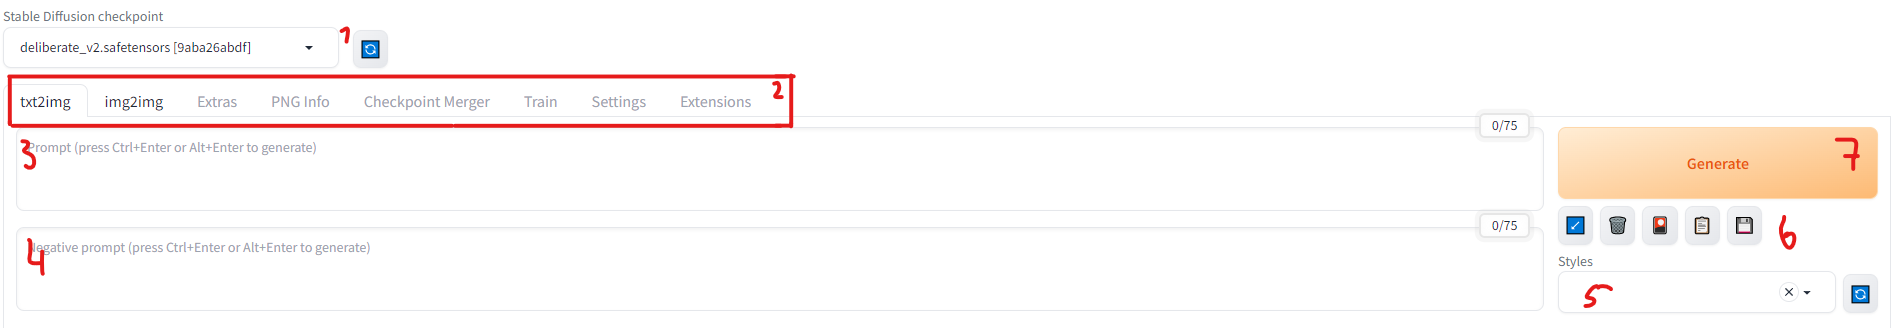 Stable Diffusion checkpoint
deliberate_v2.safetensors [9aba26abdf]
1
txt2img img2img Extras PNG Info Checkpoint Merger Train Settings Extensions 2
0/75
3 Prompt (press Ctrl+Enter or Alt+Enter to generate)
Generate 7
0/75
4 Negative prompt (press Ctrl+Enter or Alt+Enter to generate)
6
Styles
5